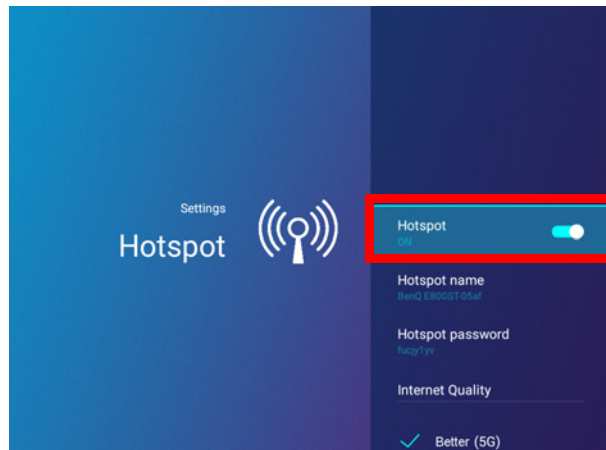 Settings
Hotspot
Hotspot
ON
Hotspot name
BenQ E800ST-05af
Hotspot password
fucjy1yv
Internet Quality
Better (5G)